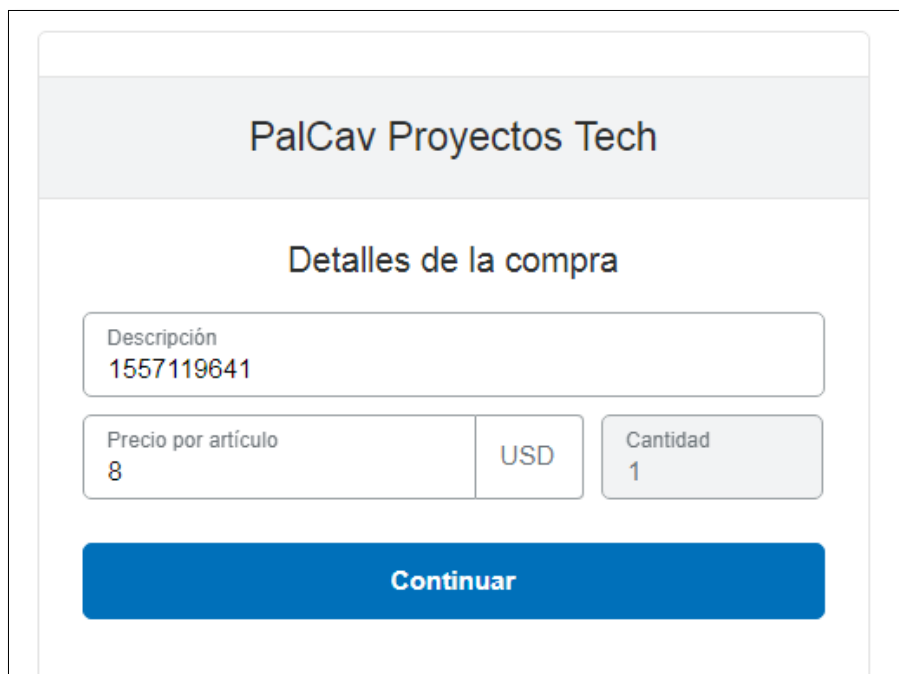 PalCav Proyectos Tech
Detalles de la compra
Descripción
1557119641
Precio por artículo
8
USD
Cantidad
1
Continuar